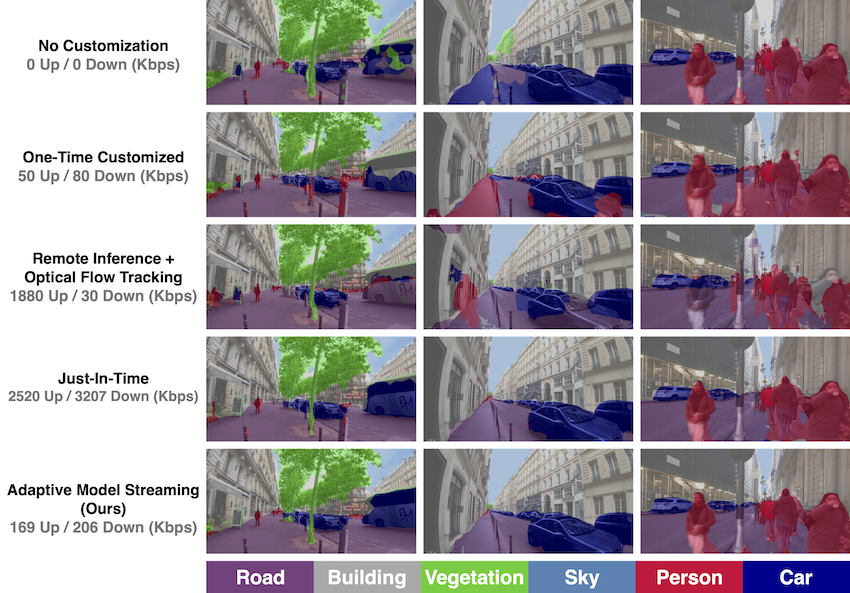 No Customization
0 Up / 0 Down (Kbps)
One-Time Customized
50 Up / 80 Down (Kbps)
Remote Inference +
Optical Flow Tracking
1880 Up / 30 Down (Kbps)
Just-In-Time
2520 Up / 3207 Down (Kbps)
Adaptive Model Streaming
(Ours)
169 Up / 206 Down (Kbps)
Road
Building
Vegetation
Sky
Person
Car